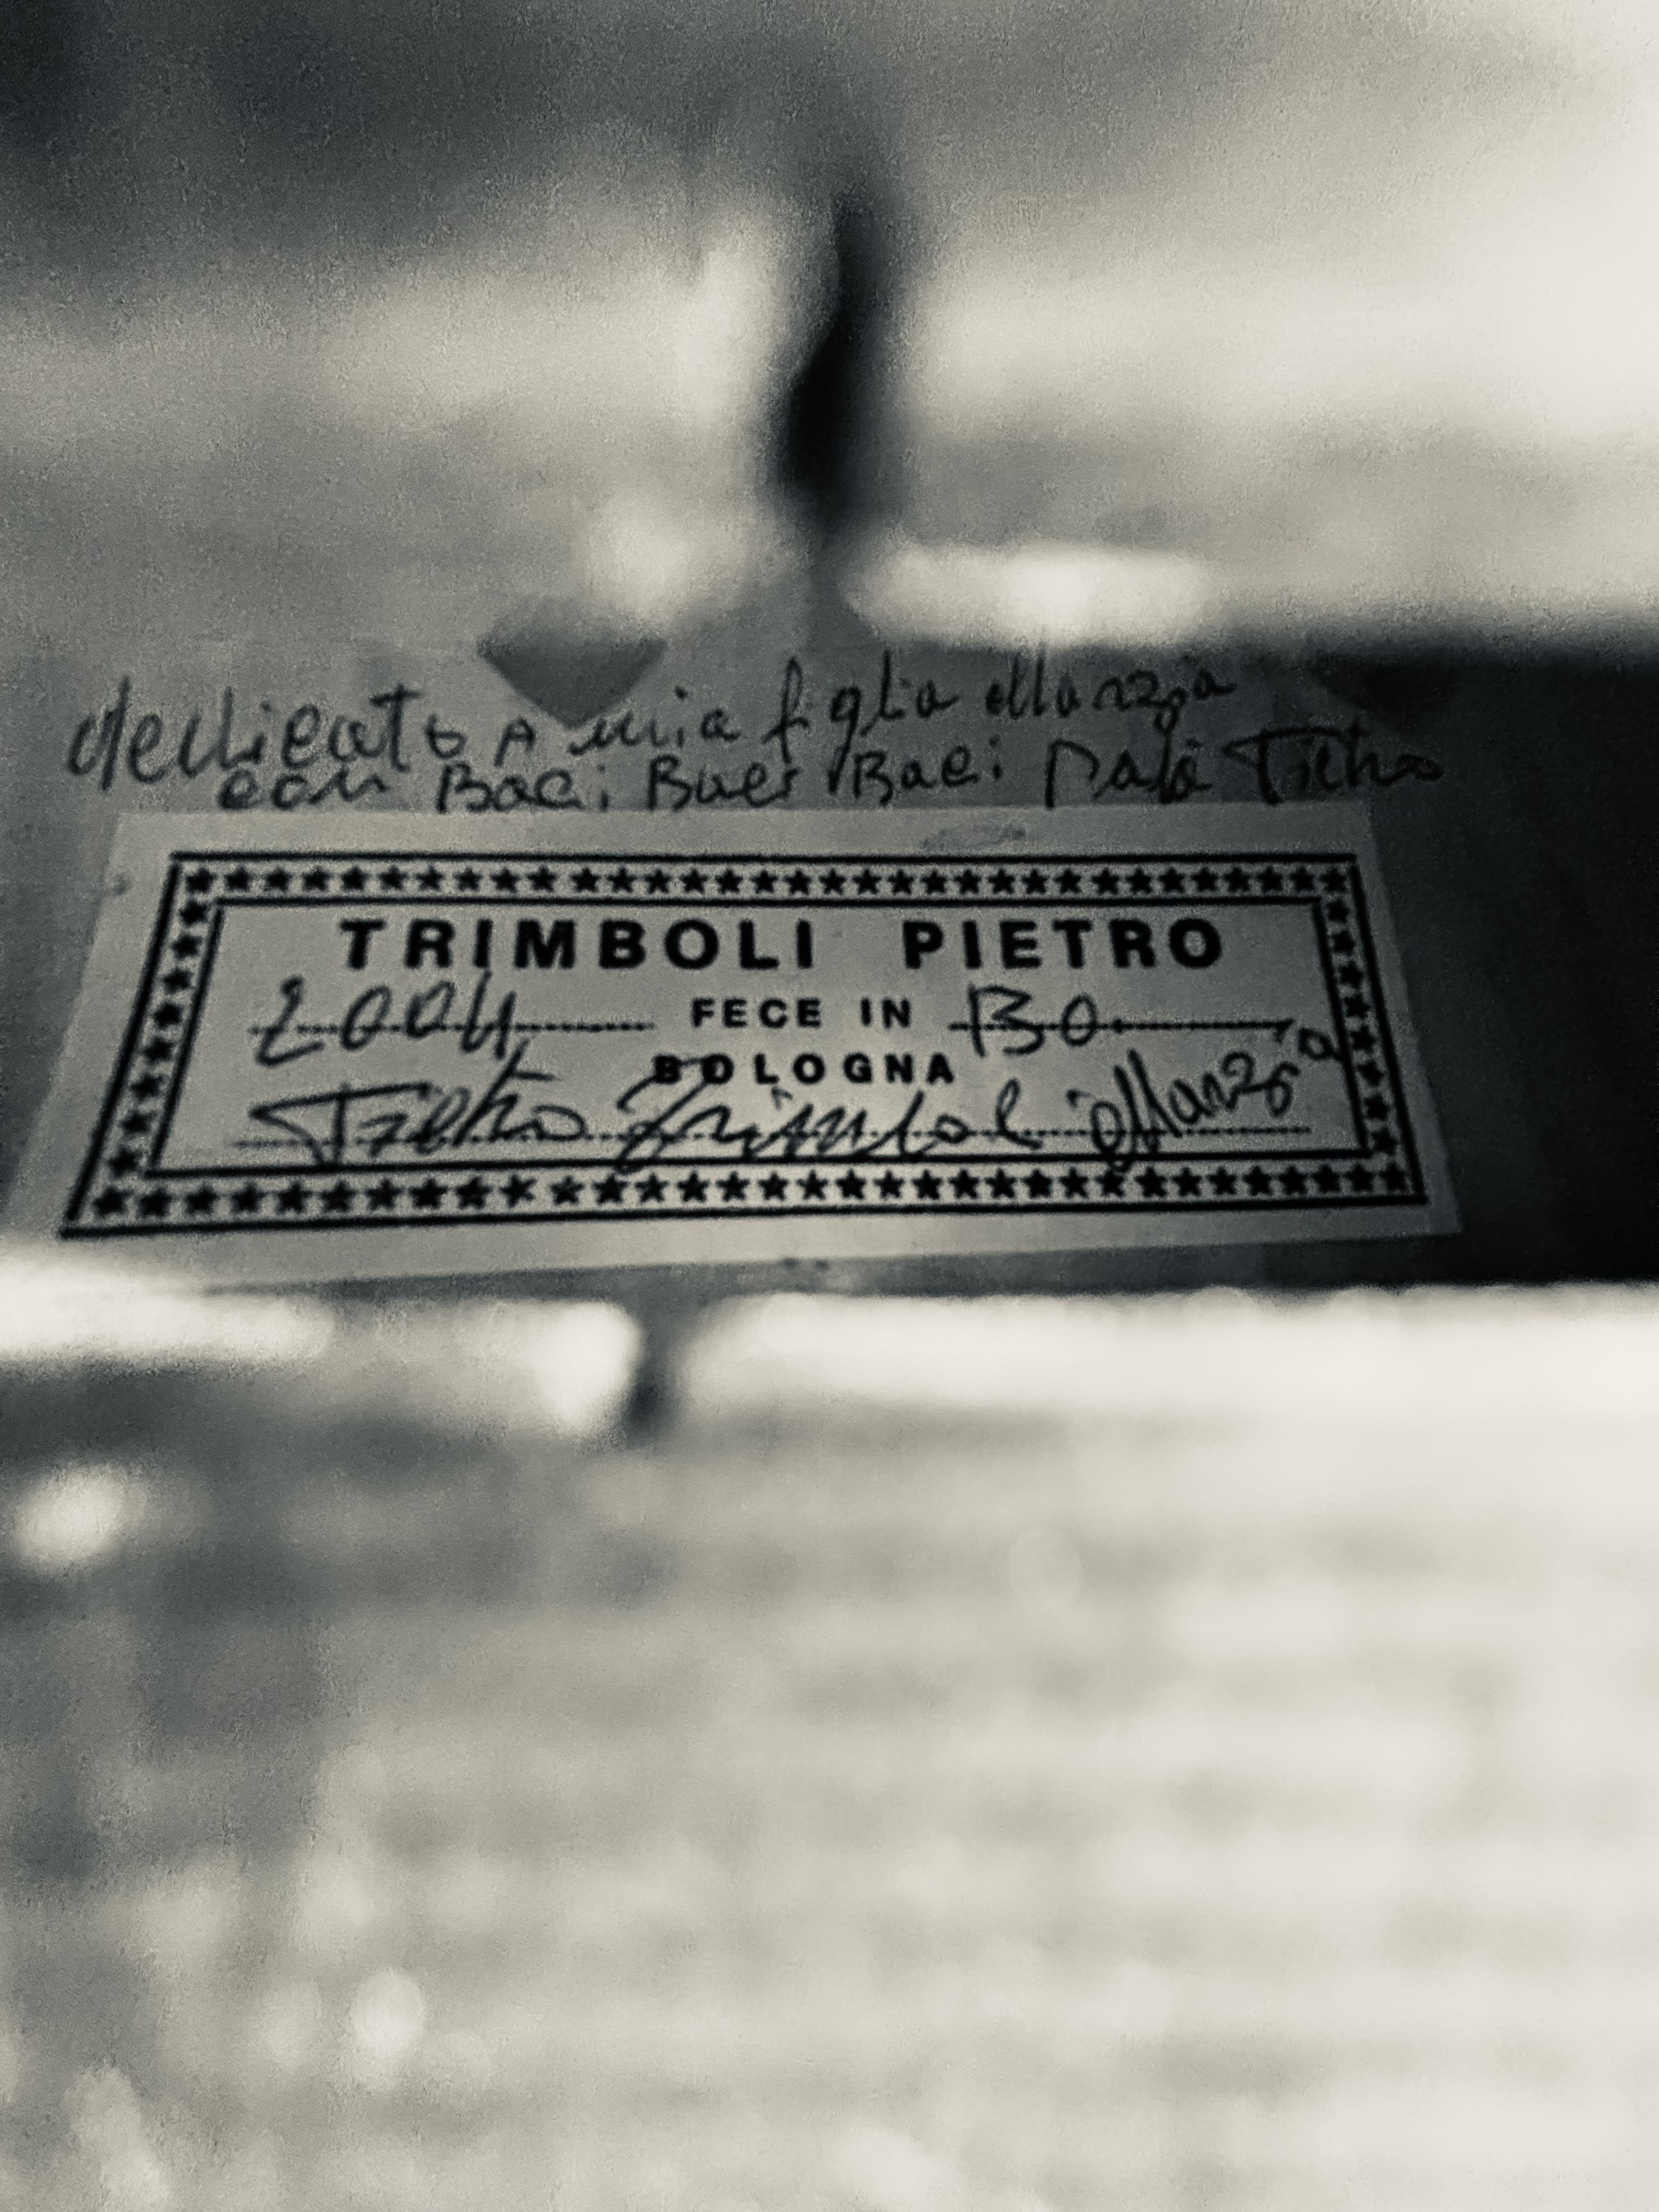 dedicato A mia figlia Marzia
con Baci Baci Baci Papà Pietro
TRIMBOLI PIETRO
2004 FECE IN BO
BOLOGNA
Pietro Trimboli Marzo